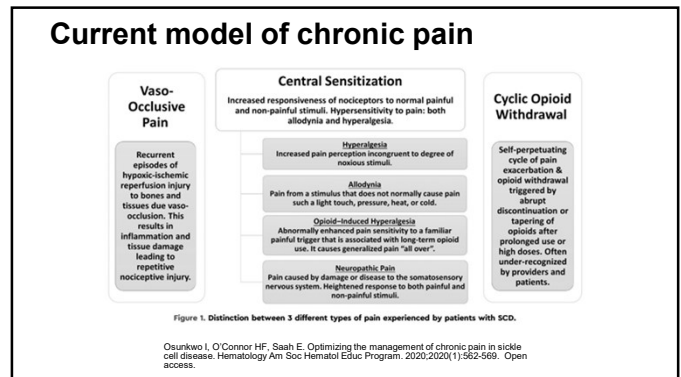 Current model of chronic pain
Vaso-
Occlusive
Pain
Recurrent
episodes of
hypoxic-ischemic
reperfusion injury
to bones and
tissues due vaso-
occlusion. This
results in
inflammation and
tissue damage
leading to
repetitive
nociceptive injury.
Central Sensitization
Increased responsiveness of nociceptors to normal painful
and non-painful stimuli. Hypersensitivity to pain: both
allodynia and hyperalgesia.
Hyperalgesia
Increased pain perception incongruent to degree of
noxious stimuli.
Allodynia
Pain from a stimulus that does not normally cause pain
such a light touch, pressure, heat, or cold.
Opioid–Induced Hyperalgesia
Abnormally enhanced pain sensitivity to a familiar
painful trigger that is associated with long-term opioid
use. It causes generalized pain "all over".
Neuropathic Pain
Pain caused by damage or disease to the somatosensory
nervous system. Heightened response to both painful and
non-painful stimuli.
Cyclic Opioid
Withdrawal
Self-perpetuating
cycle of pain
exacerbation &
opioid withdrawal
triggered by
abrupt
discontinuation or
tapering of
opioids after
prolonged use or
high doses. Often
under-recognized
by providers and
patients.
Figure 1. Distinction between 3 different types of pain experienced by patients with SCD.
Osunkwo I, O'Connor HF, Saah E. Optimizing the management of chronic pain in sickle
cell disease. Hematology Am Soc Hematol Educ Program. 2020;2020(1):562-569. Open
access.